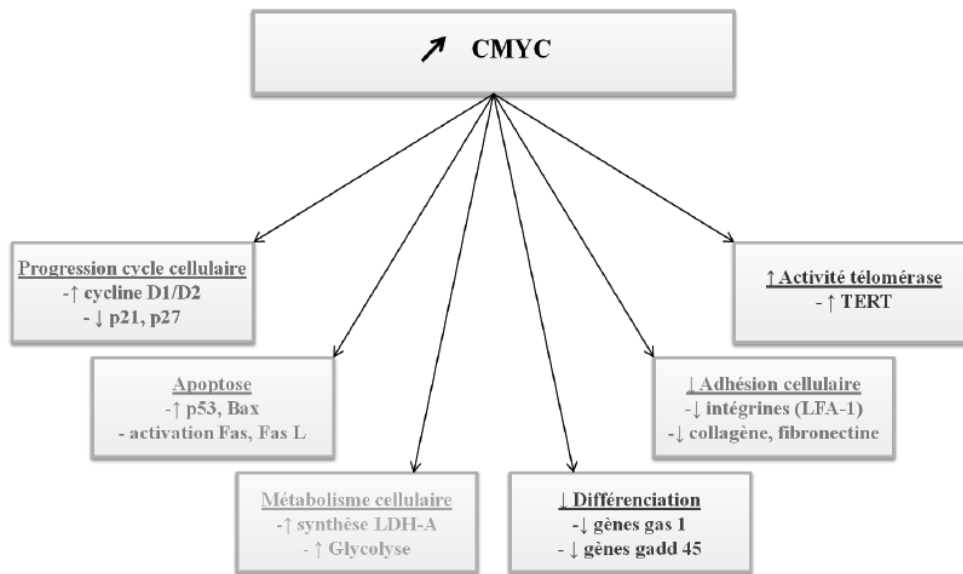 ↗ CMYC
Progression cycle cellulaire
-↑ cycline D1/D2
- ↓ p21, p27
↑ Activité télomérase
- ↑ TERT
Apoptose
-↑ p53, Bax
- activation Fas, Fas L
↓ Adhésion cellulaire
-↓ intégrines (LFA-1)
-↓ collagène, fibronectine
Métabolisme cellulaire
-↑ synthèse LDH-A
- ↑ Glycolyse
↓ Différenciation
-↓ gènes gas 1
- ↓ gènes gadd 45